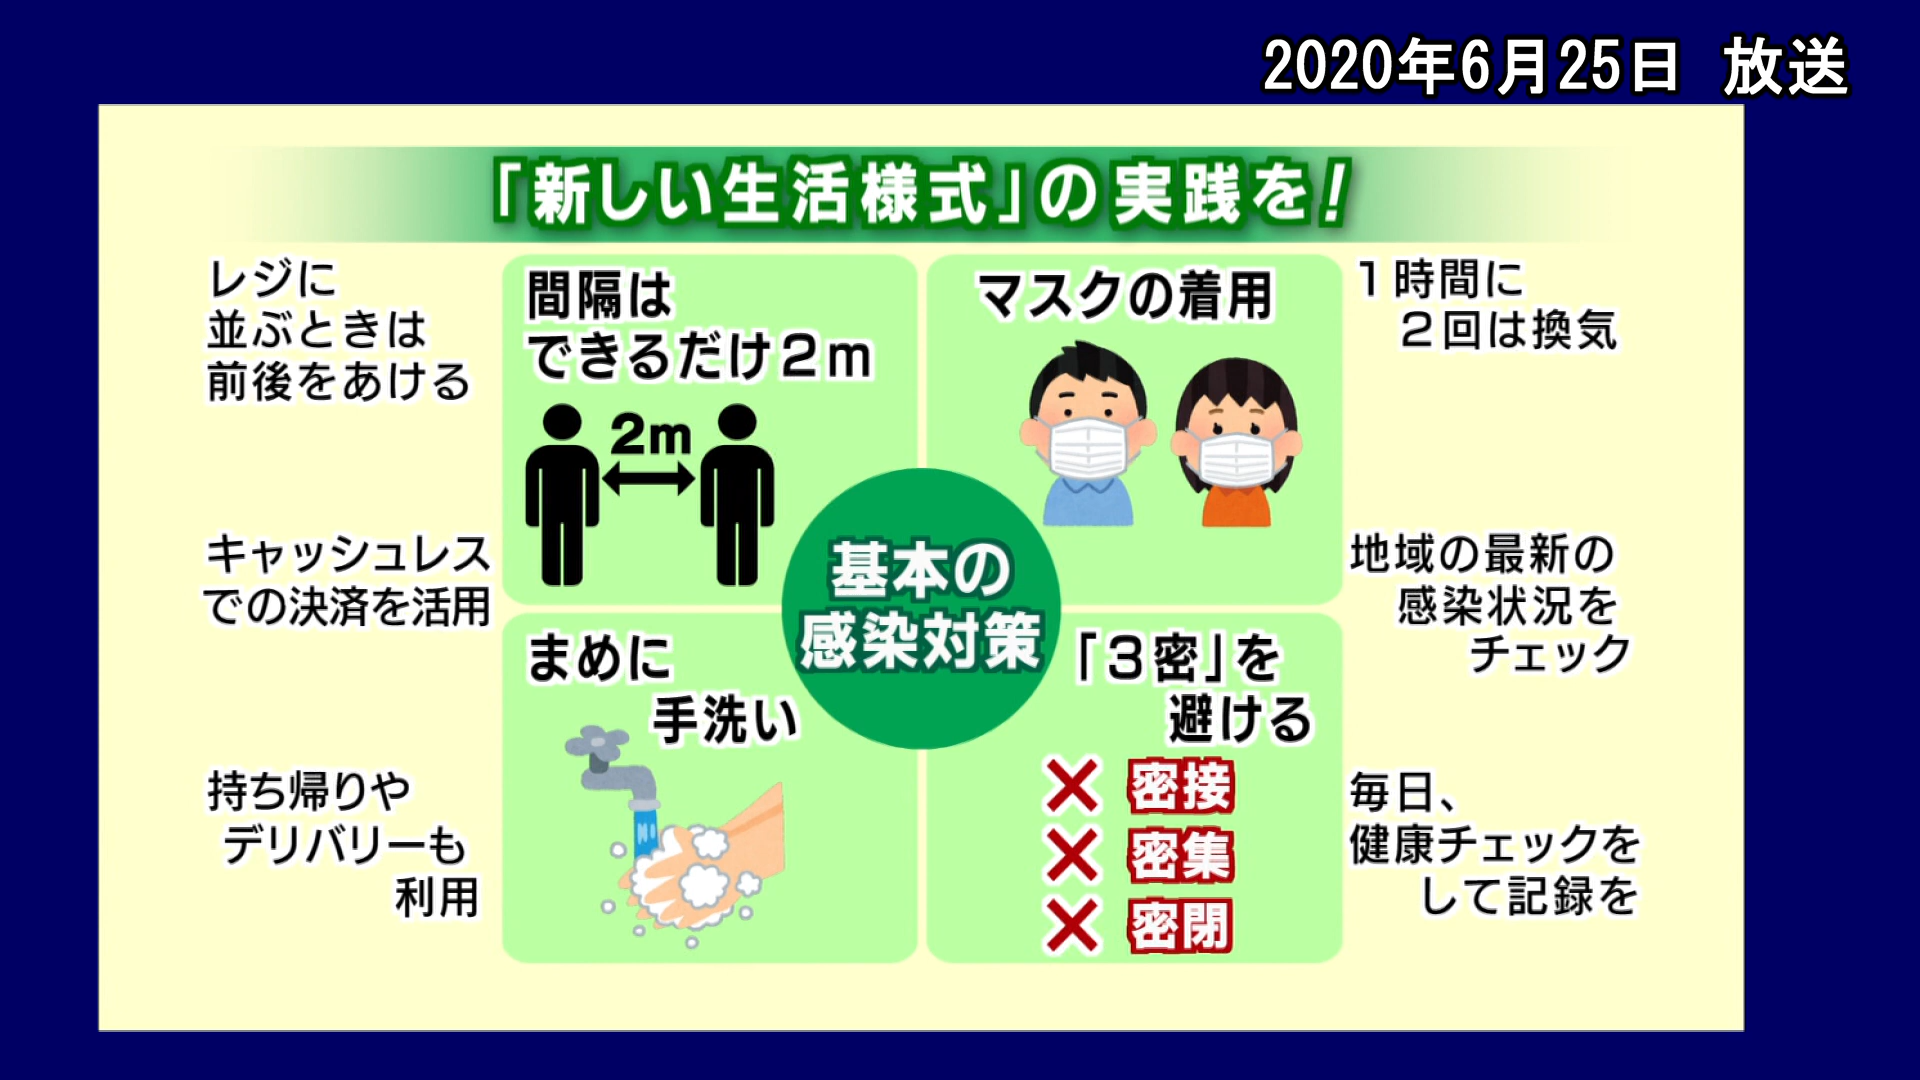 2020年6月25日　放送
「新しい生活様式」の実践を!
レジに
並ぶときは
前後をあける
キャッシュレス
での決済を活用
持ち帰りや
デリバリーも
利用
間隔は
できるだけ２ｍ
2m
マスクの着用
基本の
感染対策
まめに
手洗い
「３密」を
避ける
× 密接
× 密集
× 密閉
１時間に
２回は換気
地域の最新の
感染状況を
チェック
毎日、
健康チェックを
して記録を